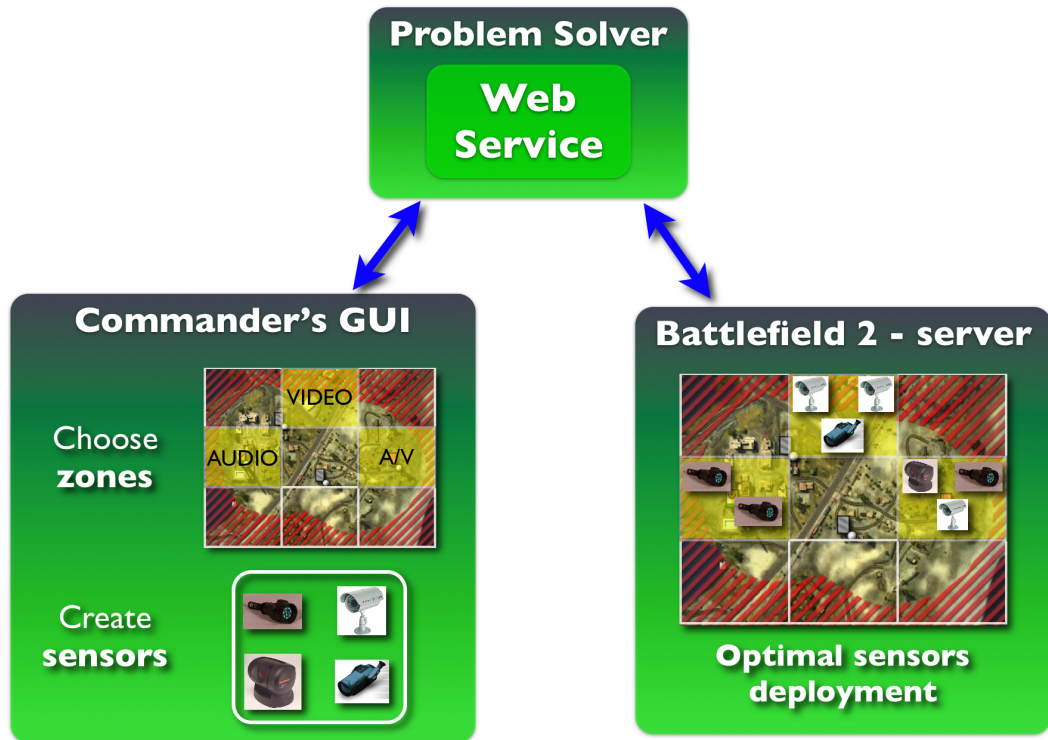 Problem Solver
Web
Service
Commander's GUI
Choose
zones
VIDEO
AUDIO
A/V
Create
sensors
Battlefield 2 - server
Optimal sensors
deployment